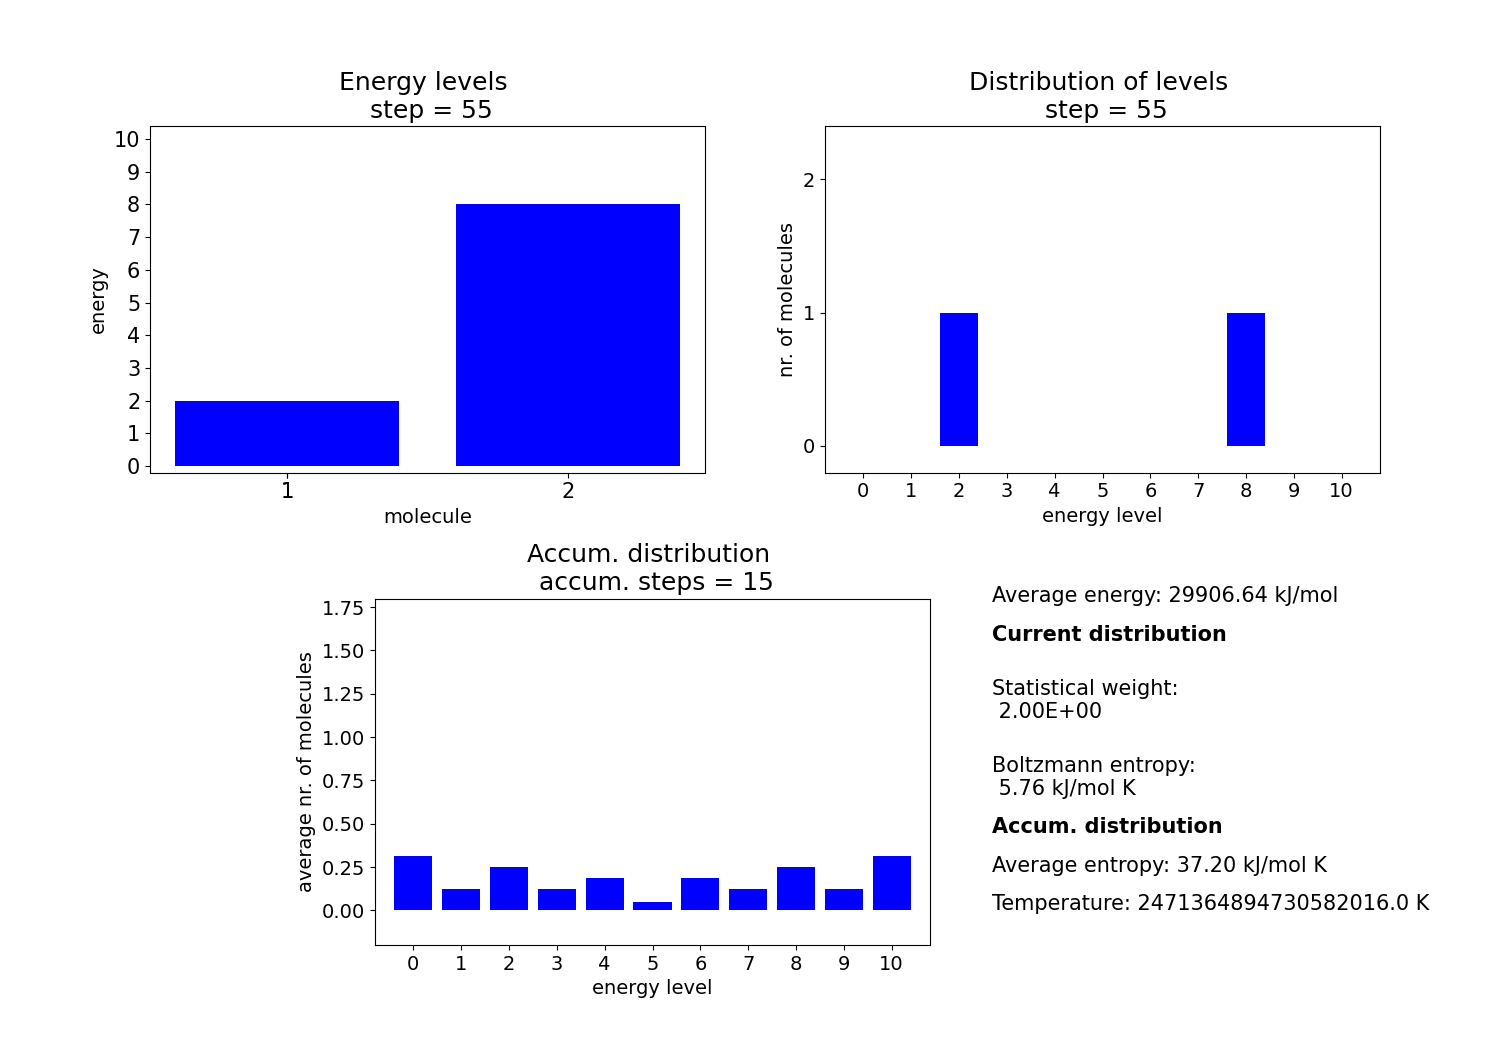 Energy levels
step = 55
10
9
8
7
6
5
4
3
2
1
0
energy
1 2
molecule
Distribution of levels
step = 55
2
1
0
nr. of molecules
0 1 2 3 4 5 6 7 8 9 10
energy level
Accum. distribution
accum. steps = 15
1.75
1.50
1.25
1.00
0.75
0.50
0.25
0.00
average nr. of molecules
0 1 2 3 4 5 6 7 8 9 10
energy level
Average energy: 29906.64 kJ/mol
Current distribution
Statistical weight:
2.00E+00
Boltzmann entropy:
5.76 kJ/mol K
Accum. distribution
Average entropy: 37.20 kJ/mol K
Temperature: 2471364894730582016.0 K